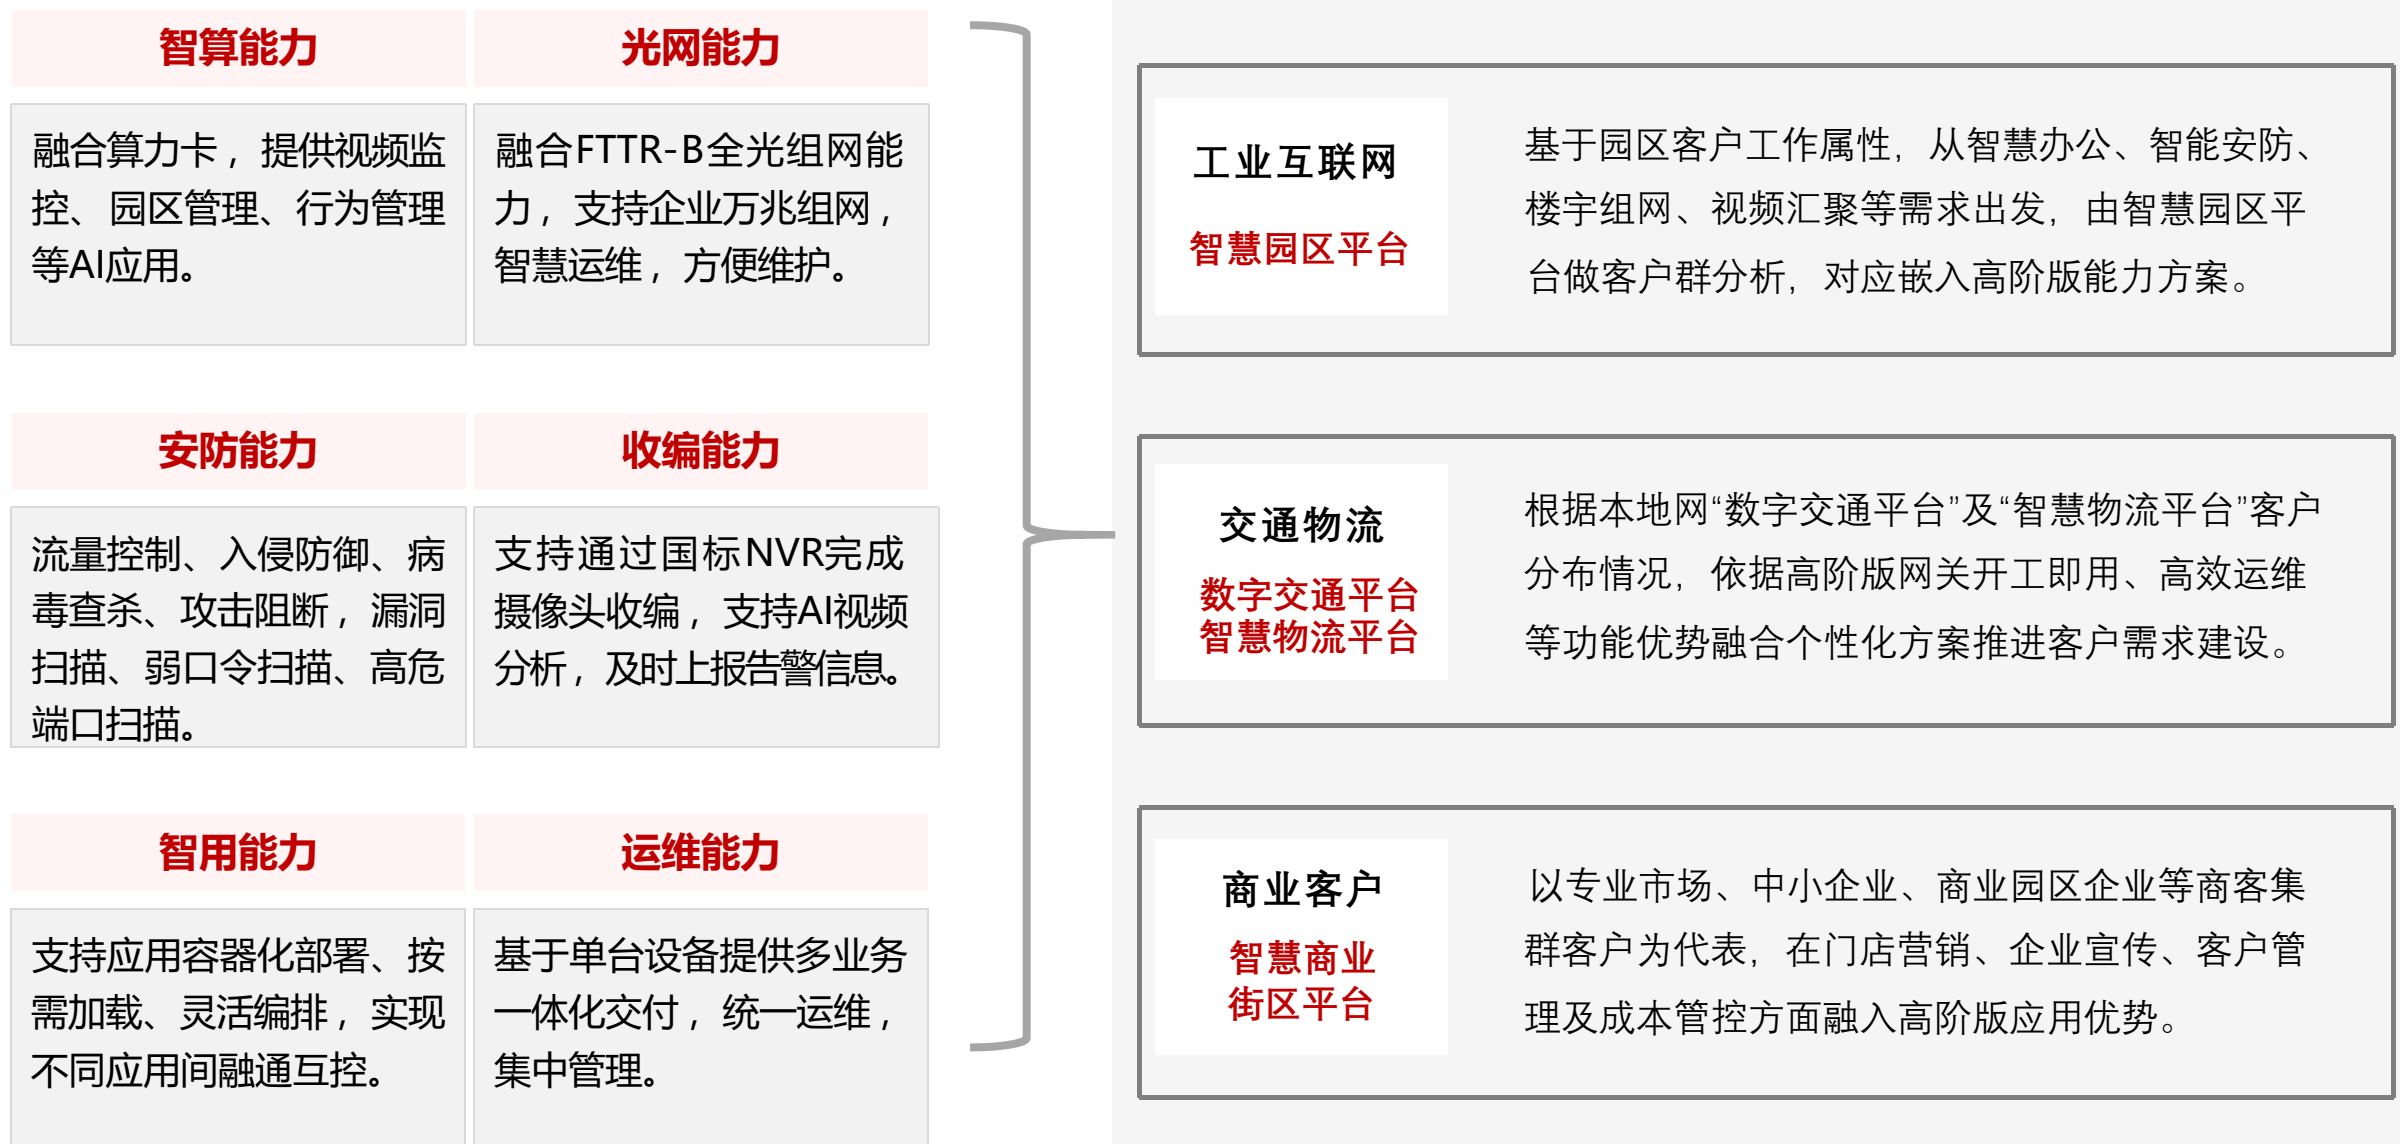 智算能力
融合算力卡，提供视频监
控、园区管理、行为管理
等AI应用。
光网能力
融合FTTR-B全光组网能
力，支持企业万兆组网，
智慧运维，方便维护。
安防能力
流量控制、入侵防御、病
毒查杀、攻击阻断，漏洞
扫描、弱口令扫描、高危
端口扫描。
收编能力
支持通过国标NVR完成
摄像头收编，支持AI视频
分析，及时上报告警信息。
智用能力
支持应用容器化部署、按
需加载、灵活编排，实现
不同应用间融通互控。
运维能力
基于单台设备提供多业务
一体化交付，统一运维，
集中管理。
工业互联网
智慧园区平台
基于园区客户工作属性，从智慧办公、智能安防、
楼宇组网、视频汇聚等需求出发，由智慧园区平
台做客户群分析，对应嵌入高阶版能力方案。
交通物流
数字交通平台
智慧物流平台
根据本地网“数字交通平台”及“智慧物流平台”客户
分布情况，依据高阶版网关开工即用、高效运维
等功能优势融合个性化方案推进客户需求建设。
商业客户
智慧商业
街区平台
以专业市场、中小企业、商业园区企业等商客集
群客户为代表，在门店营销、企业宣传、客户管
理及成本管控方面融入高阶版应用优势。